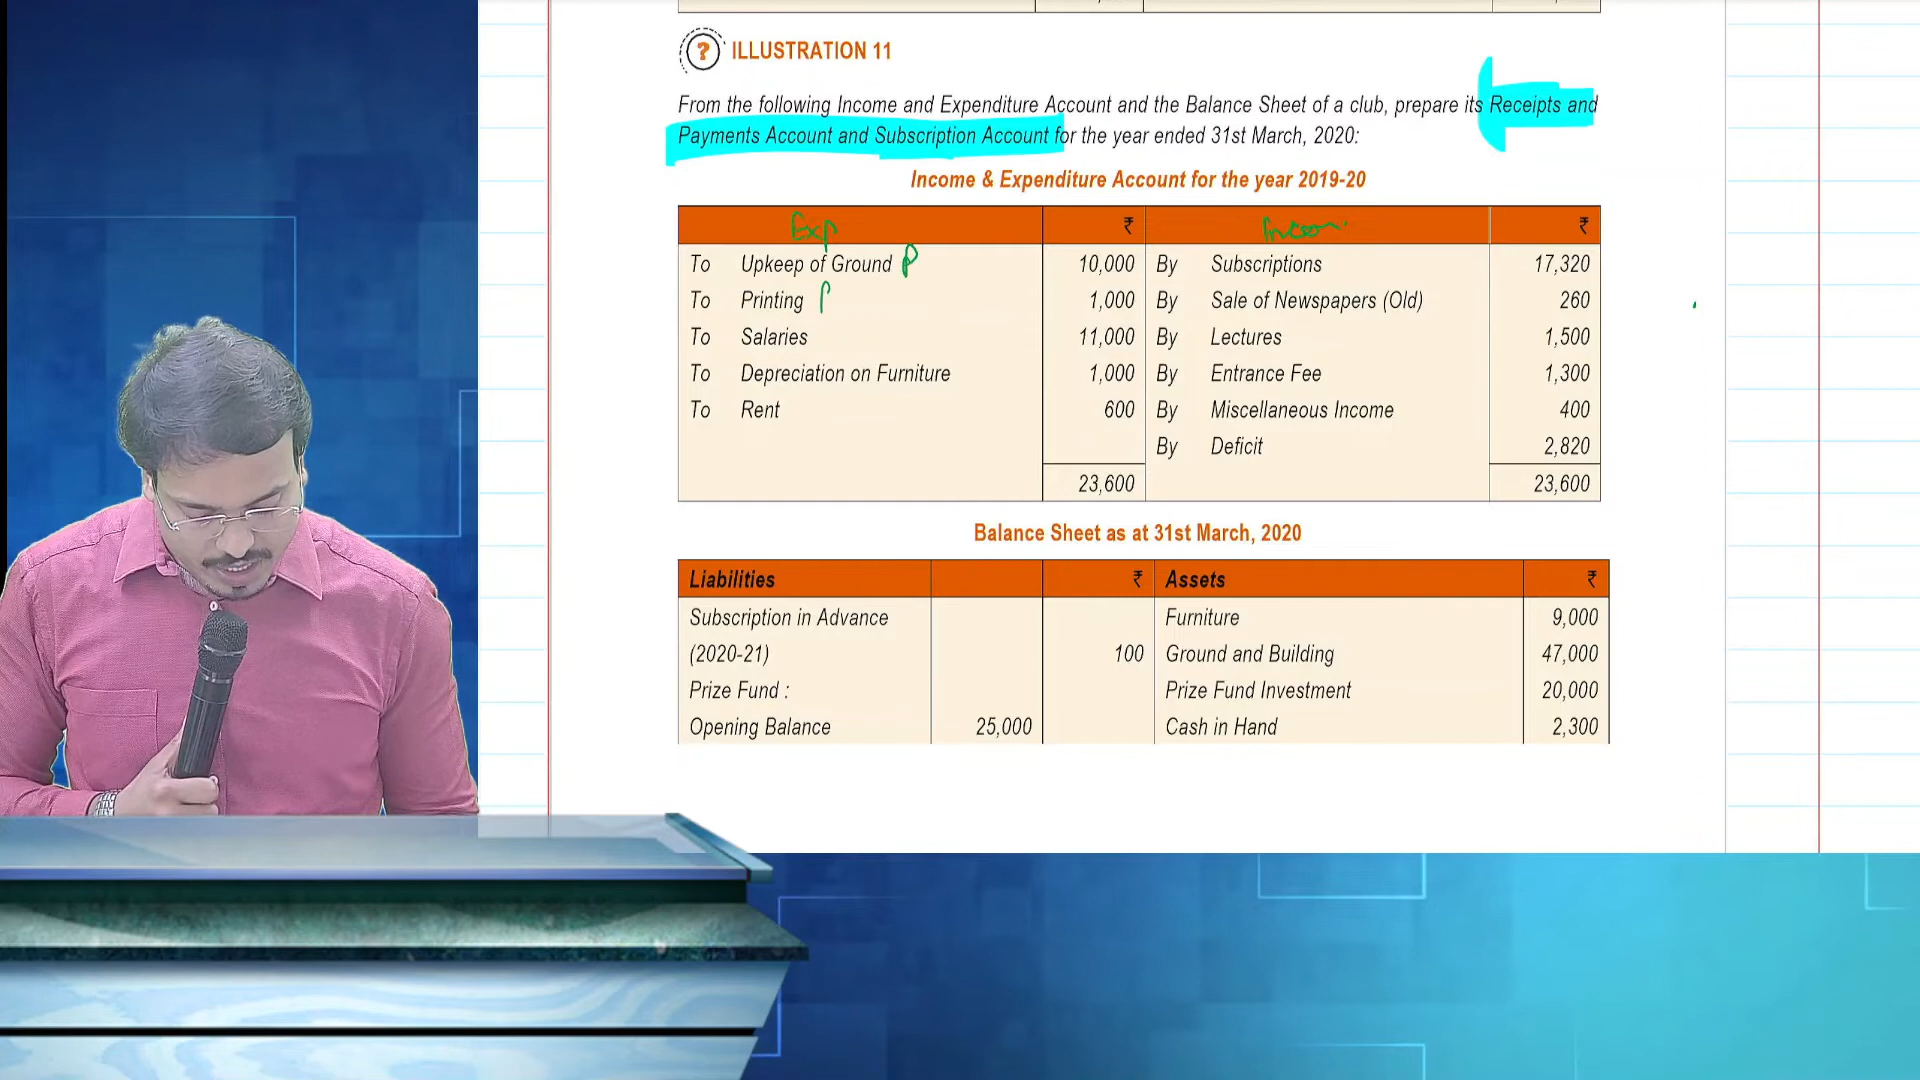 ? ILLUSTRATION 11
From the following Income and Expenditure Account and the Balance Sheet of a club, prepare its Receipts and
Payments Account and Subscription Account for the year ended 31st March, 2020:
Income & Expenditure Account for the year 2019-20
Exp ₹ ₹
To Upkeep of Ground P 10,000 By Subscriptions 17,320
To Printing 1,000 By Sale of Newspapers (Old) 260
To Salaries 11,000 By Lectures 1,500
To Depreciation on Furniture 1,000 By Entrance Fee 1,300
To Rent 600 By Miscellaneous Income 400
By Deficit 2,820
23,600 23,600
Balance Sheet as at 31st March, 2020
Liabilities ₹ Assets ₹
Subscription in Advance Furniture 9,000
(2020-21) 100 Ground and Building 47,000
Prize Fund : Prize Fund Investment 20,000
Opening Balance 25,000 Cash in Hand 2,300